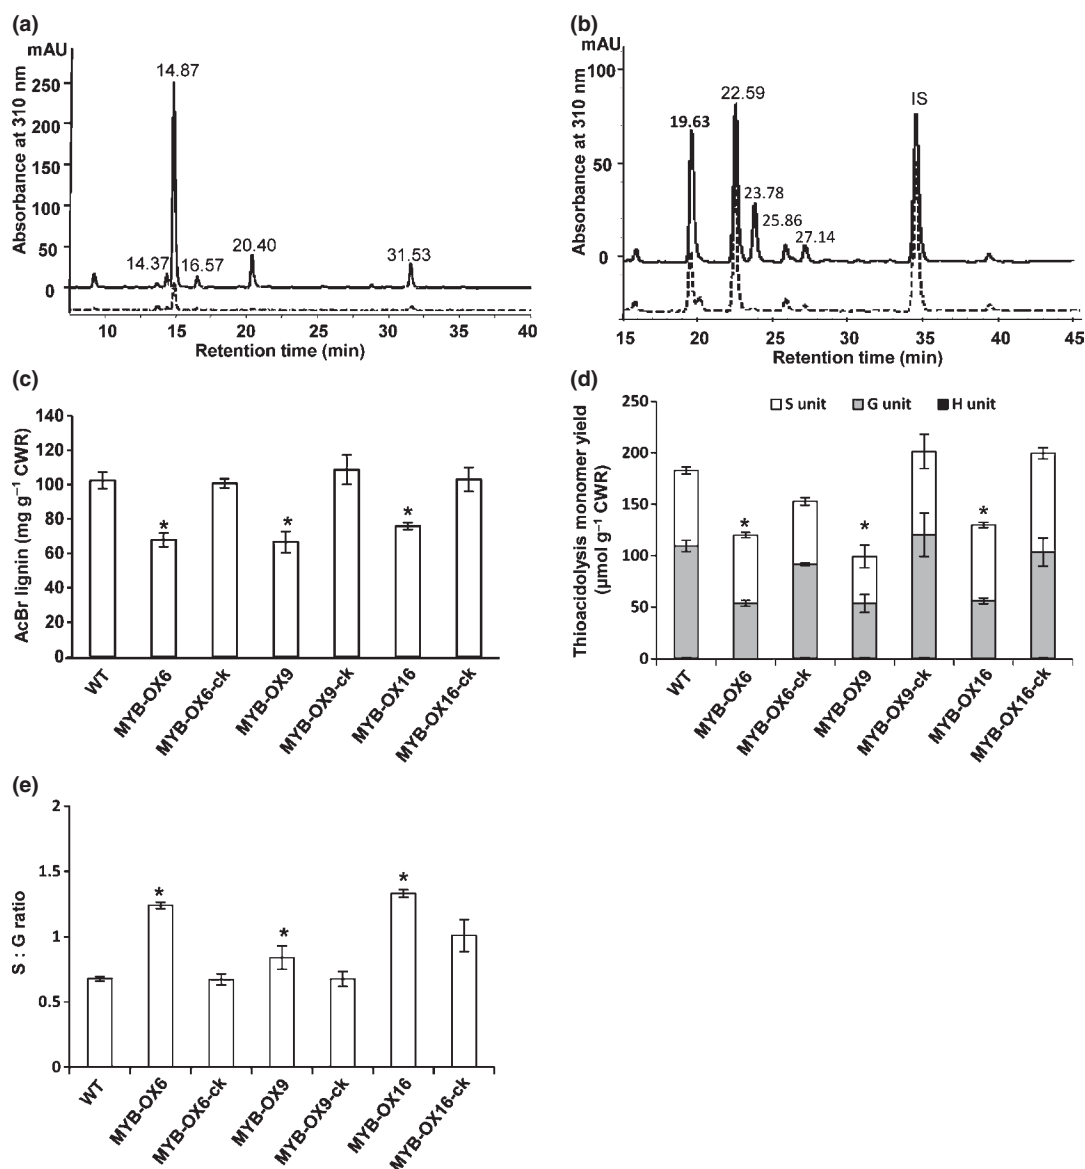 (a)
mAU
Absorbance at 310 nm
250
200
150
100
50
0
14.87
14.37
16.57
20.40
31.53
10
15
20
25
30
35
40
Retention time (min)
(b)
mAU
Absorbance at 310 nm
100
50
0
19.63
22.59
23.78
25.86
27.14
IS
15
20
25
30
35
40
45
Retention time (min)
(c)
AcBr lignin (mg g⁻¹ CWR)
140
120
100
80
60
40
20
0
*
*
*
WT
MYB-OX6
MYB-OX6-ck
MYB-OX9
MYB-OX9-ck
MYB-OX16
MYB-OX16-ck
(d)
Thioacidolysis monomer yield
(µmol g⁻¹ CWR)
250
200
150
100
50
0
S unit G unit H unit
*
*
*
WT
MYB-OX6
MYB-OX6-ck
MYB-OX9
MYB-OX9-ck
MYB-OX16
MYB-OX16-ck
(e)
S : G ratio
2
1.5
1
0.5
0
*
*
*
WT
MYB-OX6
MYB-OX6-ck
MYB-OX9
MYB-OX9-ck
MYB-OX16
MYB-OX16-ck